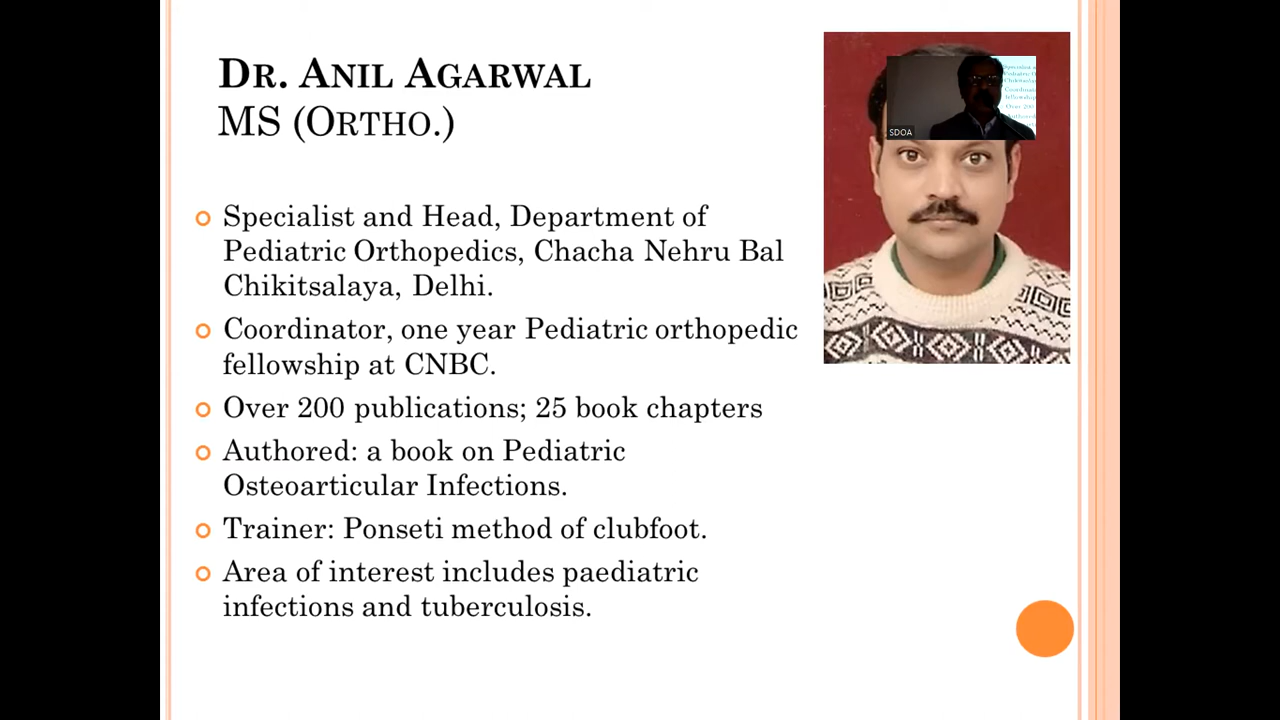 Dr. Anil Agarwal
MS (Ortho.)
Specialist and Head, Department of
Pediatric Orthopedics, Chacha Nehru Bal
Chikitsalaya, Delhi.
Coordinator, one year Pediatric orthopedic
fellowship at CNBC.
Over 200 publications; 25 book chapters
Authored: a book on Pediatric
Osteoarticular Infections.
Trainer: Ponseti method of clubfoot.
Area of interest includes paediatric
infections and tuberculosis.
SDOA